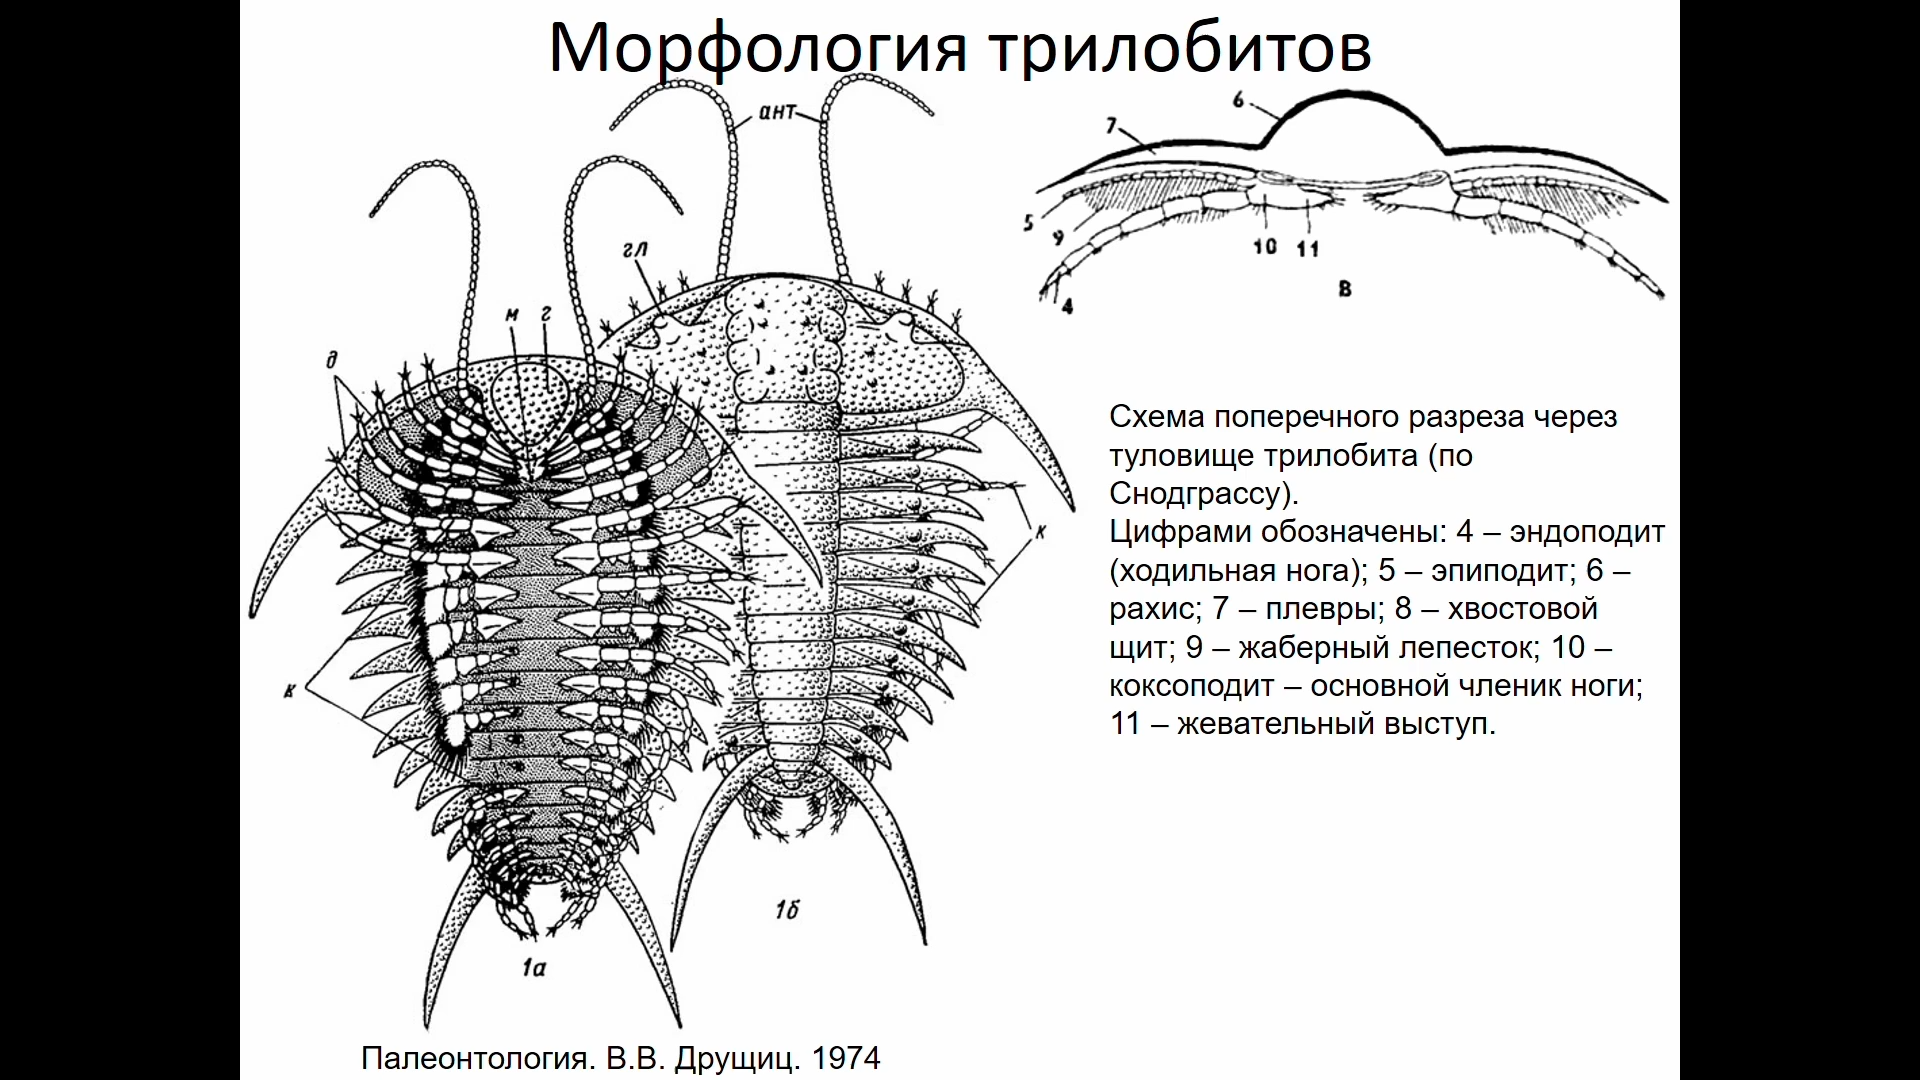 Морфология трилобитов
ант
6
7
гл
5
9
10
11
4
В
м
г
д
Схема поперечного разреза через
туловище трилобита (по
Снодграссу).
Цифрами обозначены: 4 – эндоподит
(ходильная нога); 5 – эпиподит; 6 –
рахис; 7 – плевры; 8 – хвостовой
щит; 9 – жаберный лепесток; 10 –
коксоподит – основной членик ноги;
11 – жевательный выступ.
к
к
1б
1а
Палеонтология. В.В. Друщиц. 1974